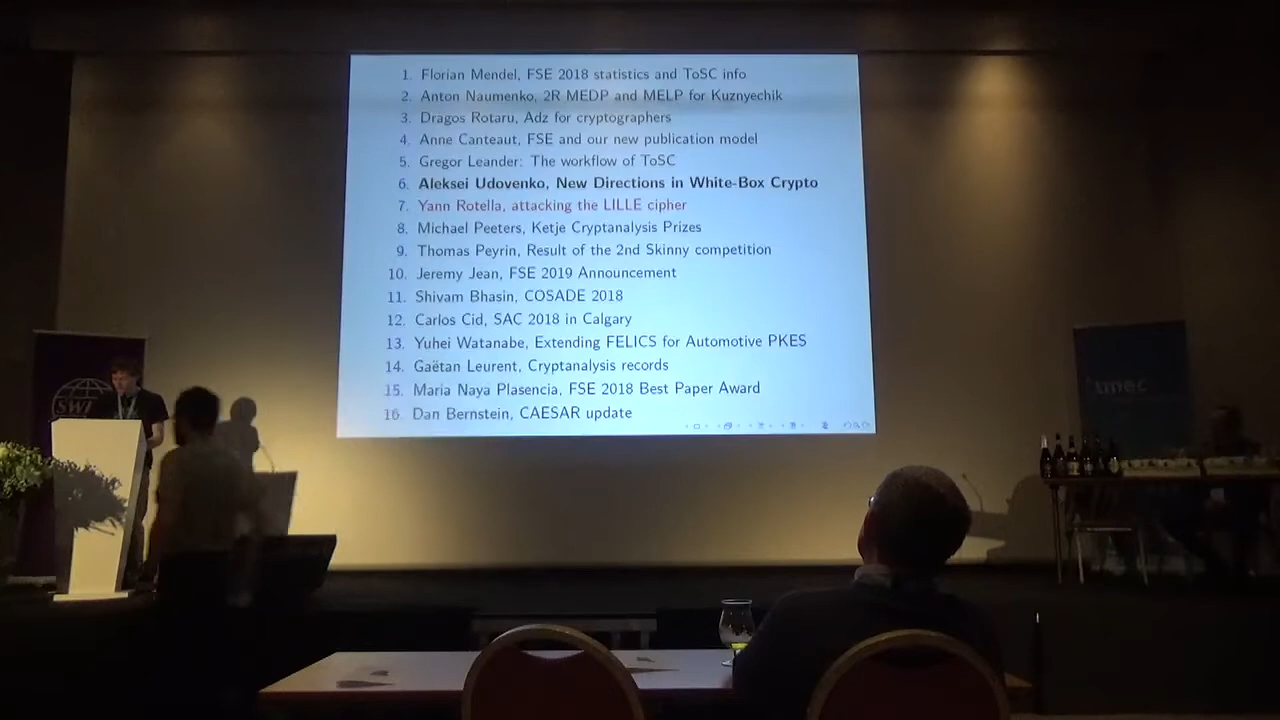 1. Florian Mendel, FSE 2018 statistics and ToSC info
2. Anton Naumenko, 2R MEDP and MELP for Kuznyechik
3. Dragos Rotaru, Adz for cryptographers
4. Anne Canteaut, FSE and our new publication model
5. Gregor Leander: The workflow of ToSC
6. Aleksei Udovenko, New Directions in White-Box Crypto
7. Yann Rotella, attacking the LILLE cipher
8. Michael Peeters, Ketje Cryptanalysis Prizes
9. Thomas Peyrin, Result of the 2nd Skinny competition
10. Jeremy Jean, FSE 2019 Announcement
11. Shivam Bhasin, COSADE 2018
12. Carlos Cid, SAC 2018 in Calgary
13. Yuhei Watanabe, Extending FELICS for Automotive PKES
14. Gaëtan Leurent, Cryptanalysis records
15. Maria Naya Plasencia, FSE 2018 Best Paper Award
16. Dan Bernstein, CAESAR update
imec